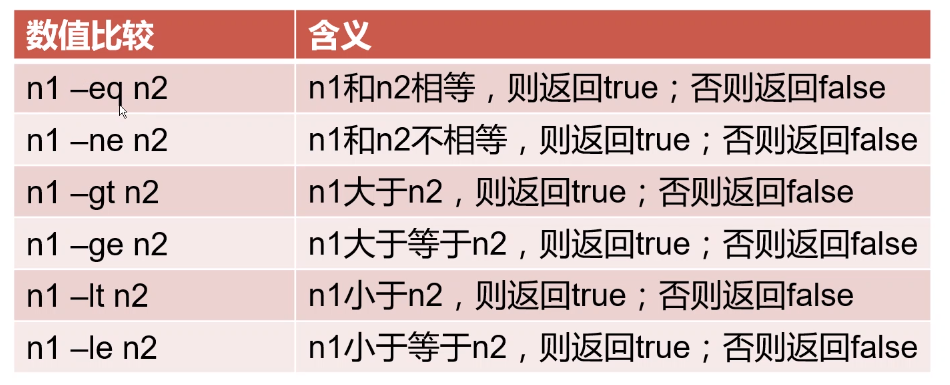 数值比较 含义
n1 –eq n2 n1和n2相等，则返回true；否则返回false
n1 –ne n2 n1和n2不相等，则返回true；否则返回false
n1 –gt n2 n1大于n2，则返回true；否则返回false
n1 –ge n2 n1大于等于n2，则返回true；否则返回false
n1 –lt n2 n1小于n2，则返回true；否则返回false
n1 –le n2 n1小于等于n2，则返回true；否则返回false